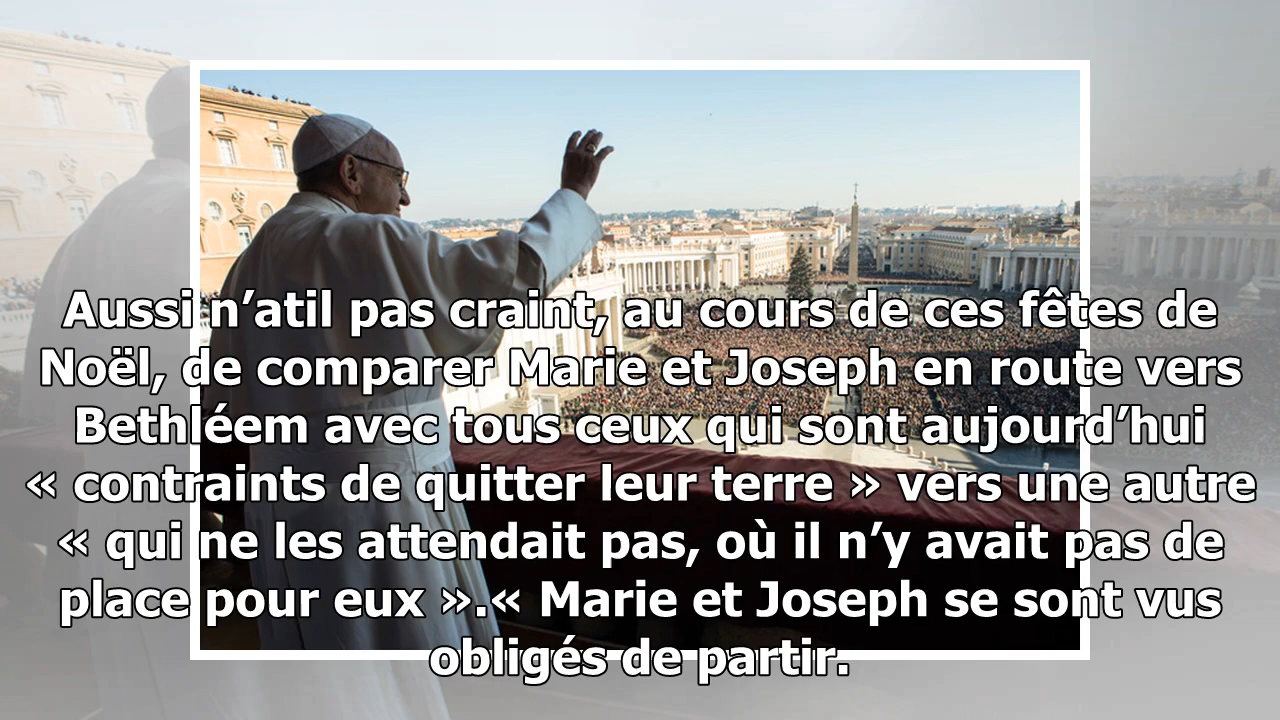 Aussi n’atil pas craint, au cours de ces fêtes de
Noël, de comparer Marie et Joseph en route vers
Bethléem avec tous ceux qui sont aujourd’hui
« contraints de quitter leur terre » vers une autre
« qui ne les attendait pas, où il n’y avait pas de
place pour eux ».« Marie et Joseph se sont vus
obligés de partir.